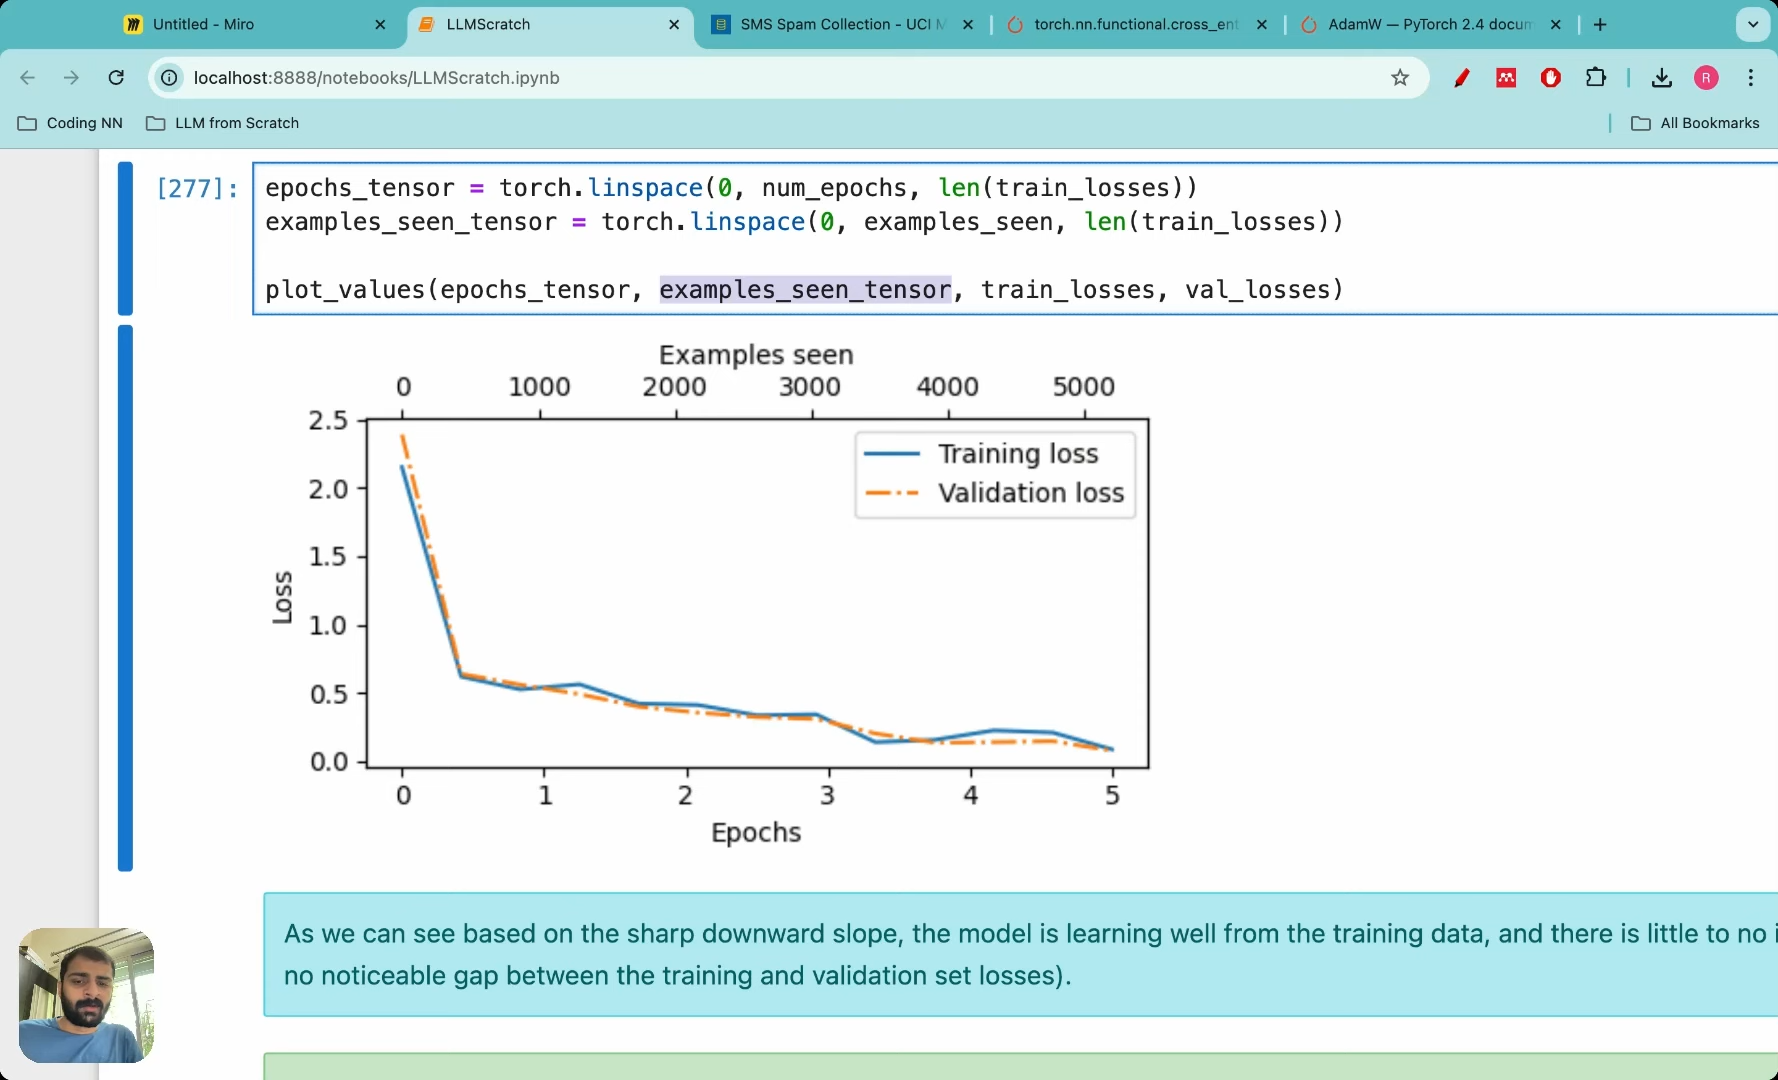 Untitled - Miro
LLMScratch
SMS Spam Collection - UCI M
torch.nn.functional.cross_ent
AdamW — PyTorch 2.4 docum
localhost:8888/notebooks/LLMScratch.ipynb
R
Coding NN
LLM from Scratch
All Bookmarks
[277]:
epochs_tensor = torch.linspace(0, num_epochs, len(train_losses))
examples_seen_tensor = torch.linspace(0, examples_seen, len(train_losses))
plot_values(epochs_tensor, examples_seen_tensor, train_losses, val_losses)
Examples seen
0 1000 2000 3000 4000 5000
2.5
2.0
1.5
1.0
0.5
0.0
Loss
Training loss
Validation loss
0 1 2 3 4 5
Epochs
As we can see based on the sharp downward slope, the model is learning well from the training data, and there is little to no
no noticeable gap between the training and validation set losses).